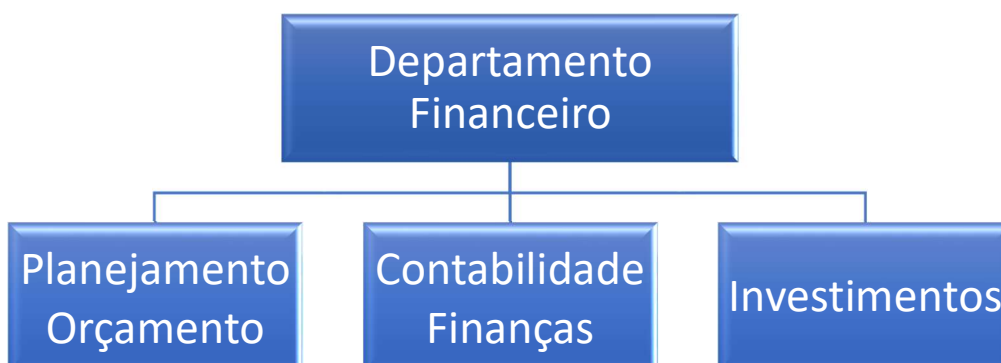 Departamento
Financeiro
Planejamento
Orçamento
Contabilidade
Finanças
Investimentos